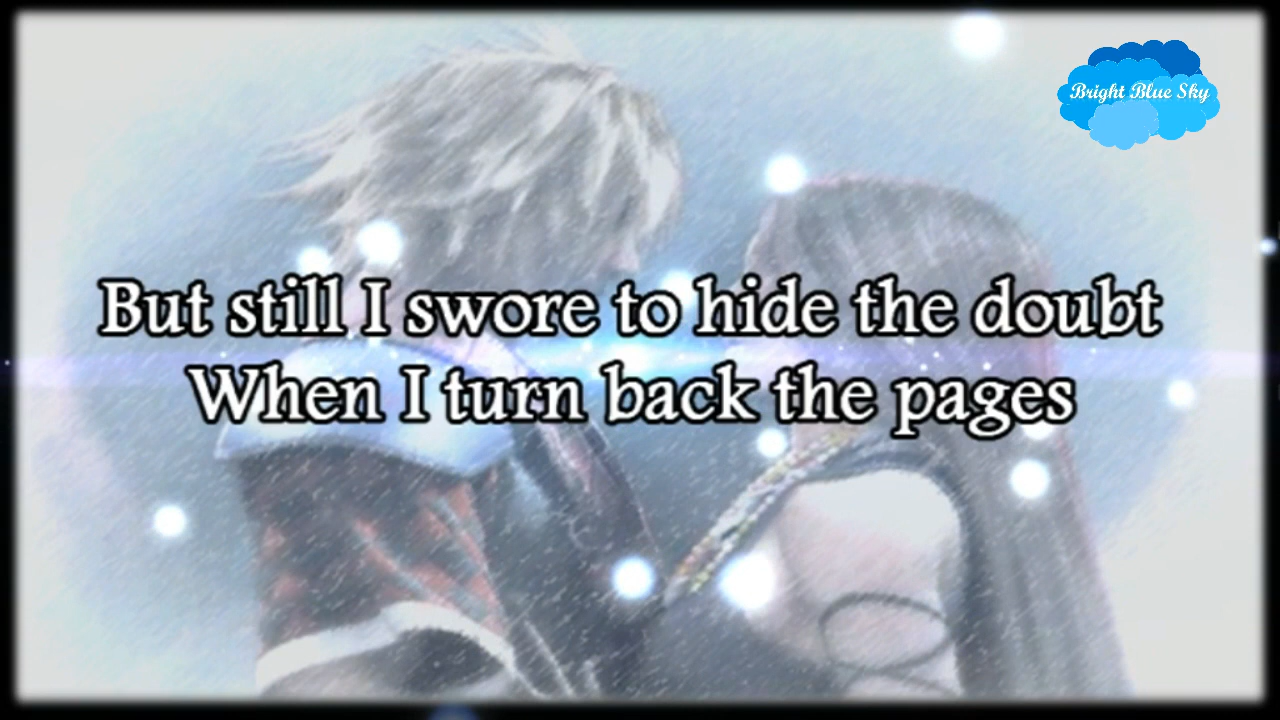 Bright Blue Sky
But still I swore to hide the doubt
When I turn back the pages